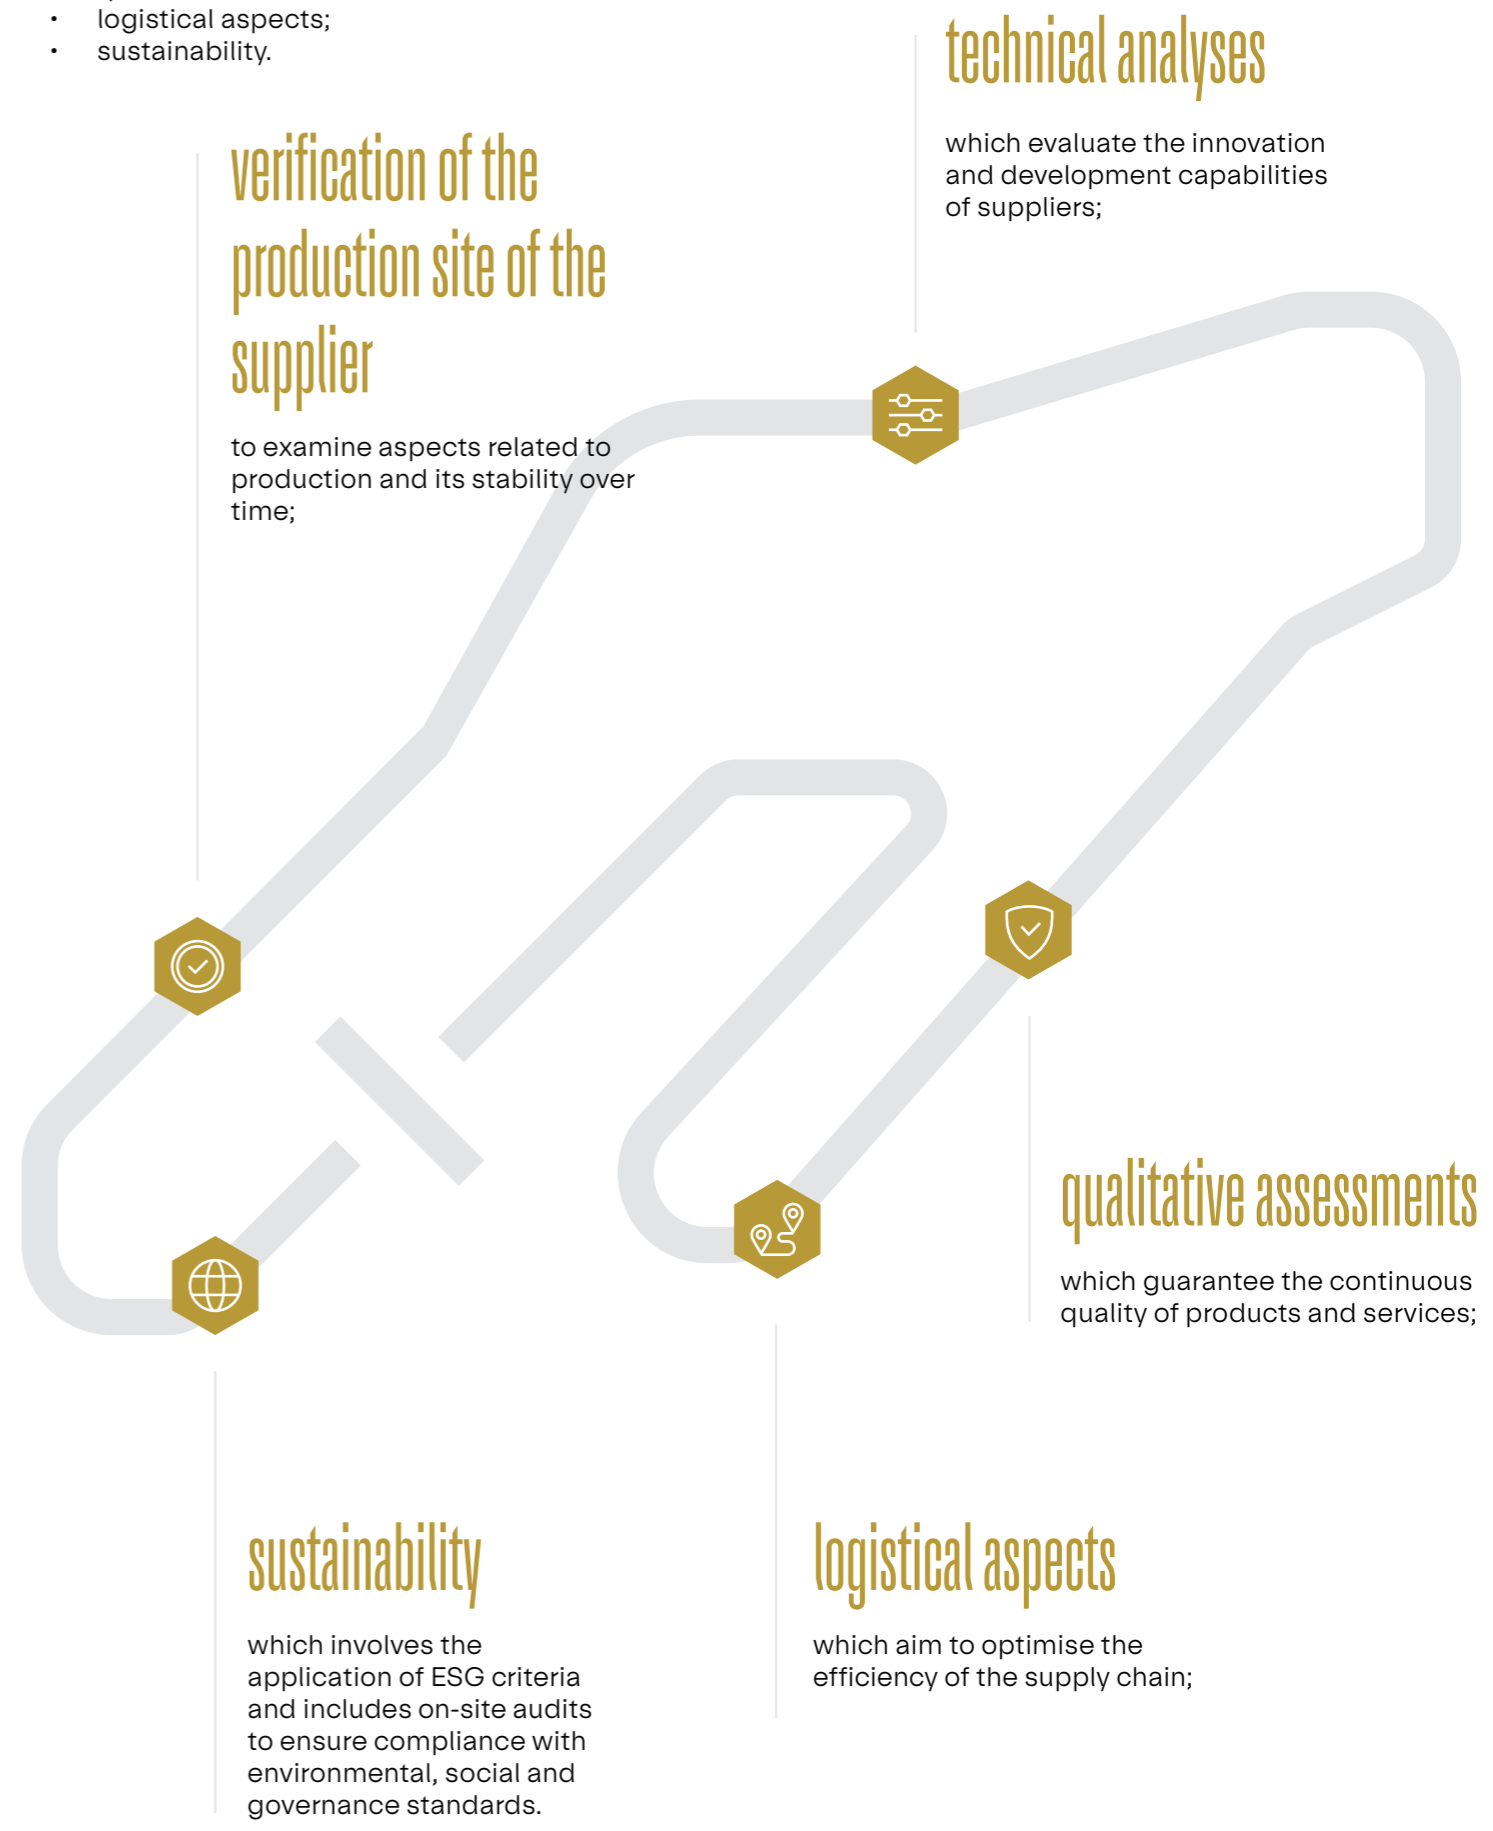 • logistical aspects;
• sustainability.
verification of the
production site of the
supplier
to examine aspects related to
production and its stability over
time;
technical analyses
which evaluate the innovation
and development capabilities
of suppliers;
qualitative assessments
which guarantee the continuous
quality of products and services;
logistical aspects
which aim to optimise the
efficiency of the supply chain;
sustainability
which involves the
application of ESG criteria
and includes on-site audits
to ensure compliance with
environmental, social and
governance standards.